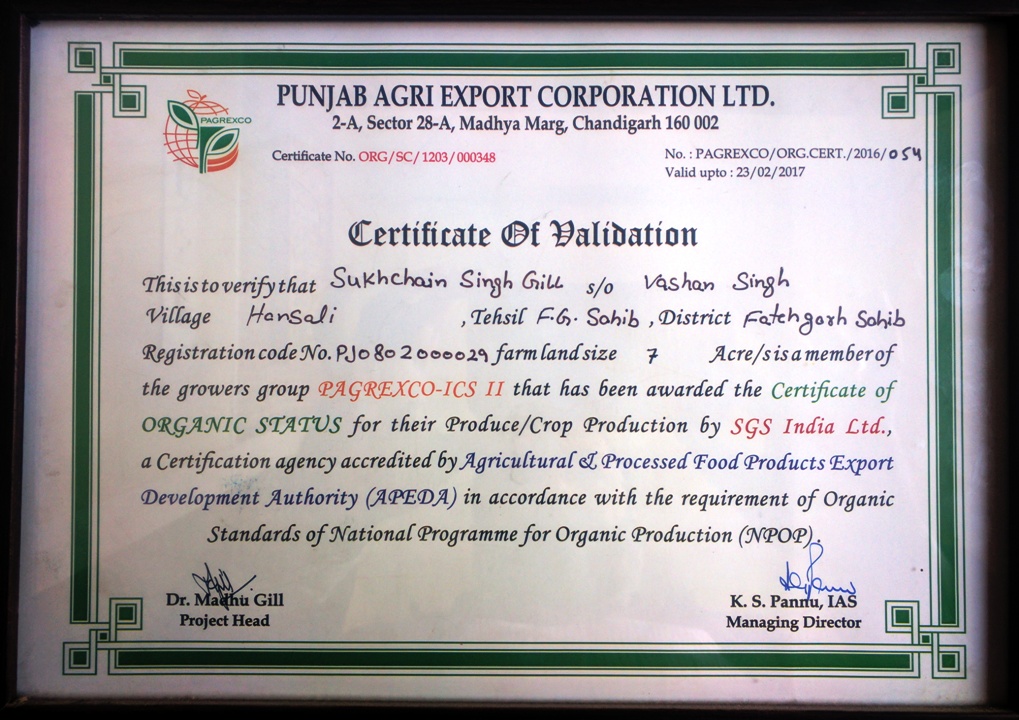 PUNJAB AGRI EXPORT CORPORATION LTD.
2-A, Sector 28-A, Madhya Marg, Chandigarh 160 002
PAGREXCO
Certificate No. ORG/SC/1203/000348
No. : PAGREXCO/ORG.CERT./2016/054
Valid upto : 23/02/2017
Certificate Of Validation
This is to verify that Sukhchain Singh Gill s/o Vashan Singh
Village Hansali , Tehsil F.G. Sahib , District Fatehgarh Sahib
Registration code No. PJ0802000029 farm land size 7 Acre/s is a member of
the growers group PAGREXCO-ICS II that has been awarded the Certificate of
ORGANIC STATUS for their Produce/Crop Production by SGS India Ltd.,
a Certification agency accredited by Agricultural & Processed Food Products Export
Development Authority (APEDA) in accordance with the requirement of Organic
Standards of National Programme for Organic Production (NPOP).
Dr. Madhu Gill
Project Head
K. S. Pannu, IAS
Managing Director